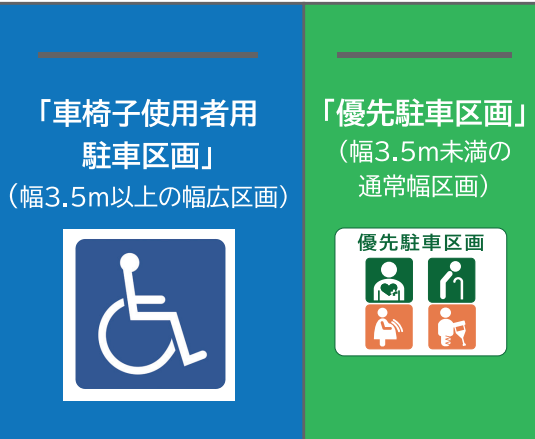 「車椅子使用者用
駐車区画」
（幅3.5m以上の幅広区画）
「優先駐車区画」
（幅3.5m未満の
通常幅区画）
優先駐車区画